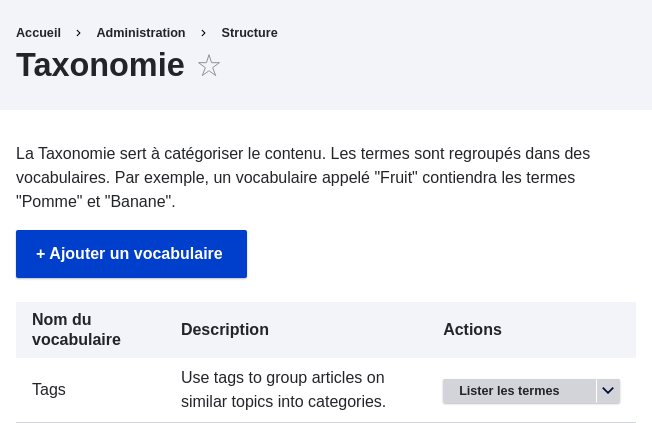 Accueil > Administration > Structure
Taxonomie ☆
La Taxonomie sert à catégoriser le contenu. Les termes sont regroupés dans des
vocabulaires. Par exemple, un vocabulaire appelé "Fruit" contiendra les termes
"Pomme" et "Banane".
+ Ajouter un vocabulaire
Nom du
vocabulaire
Description
Actions
Tags
Use tags to group articles on
similar topics into categories.
Lister les termes